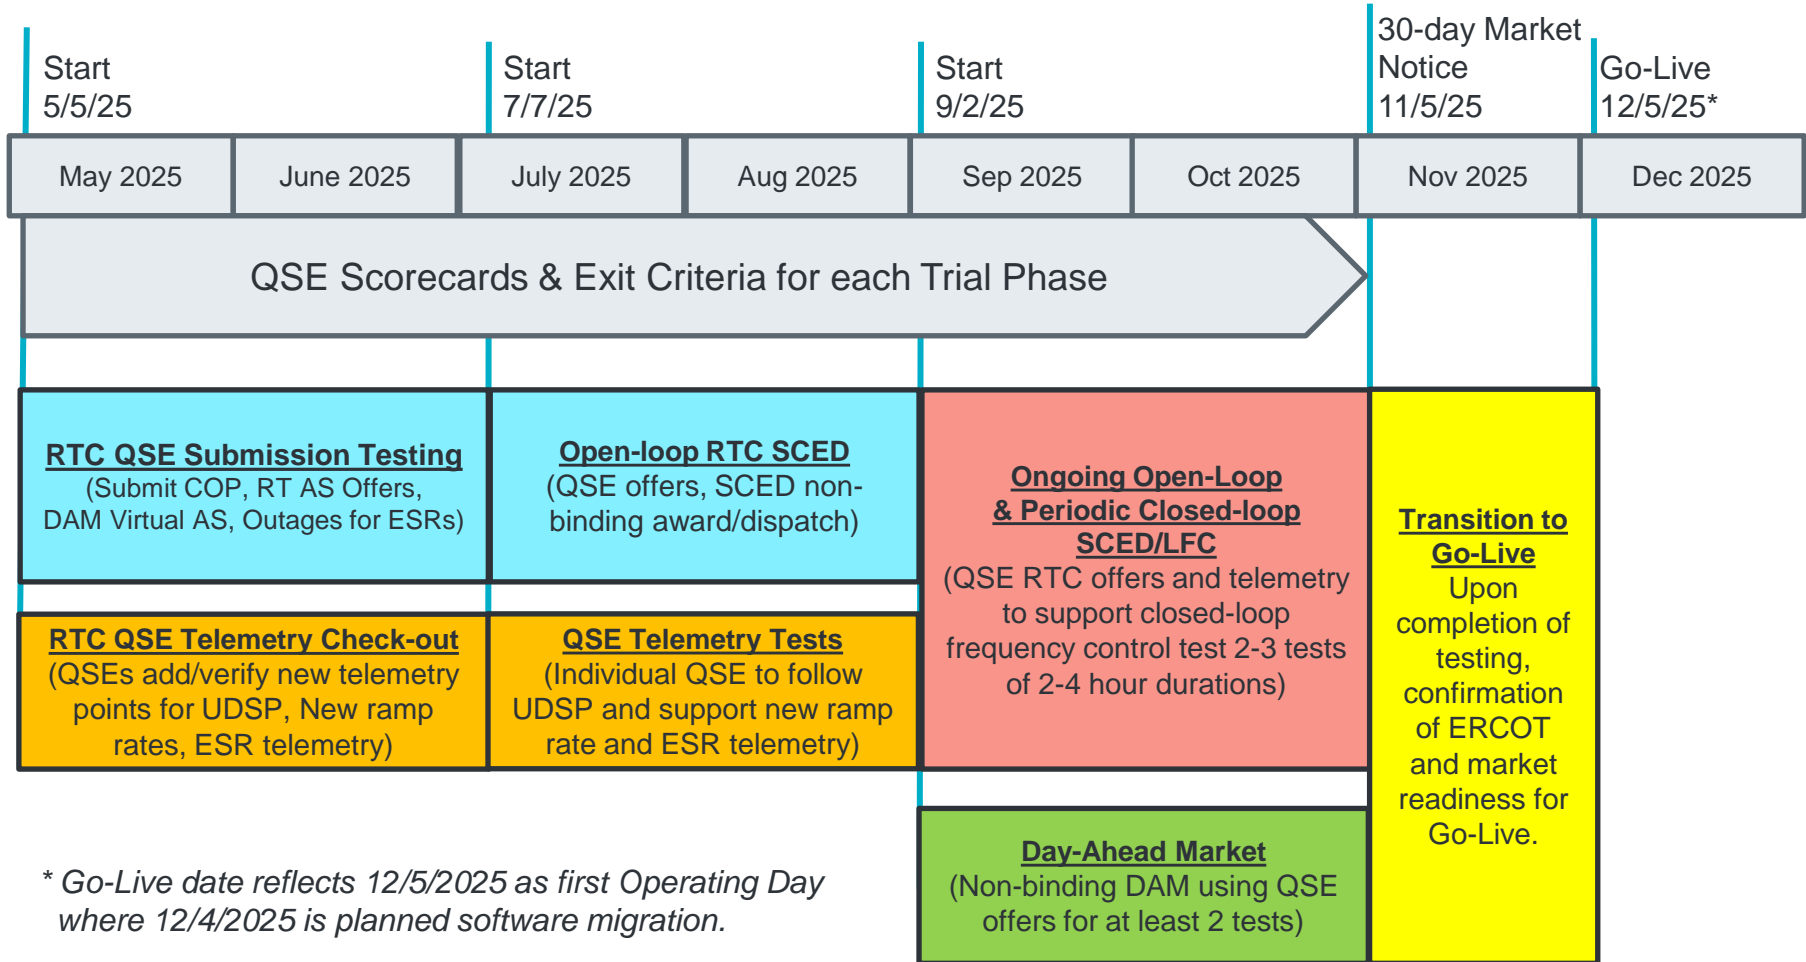 Start
5/5/25
Start
7/7/25
Start
9/2/25
30-day Market
Notice
11/5/25
Go-Live
12/5/25*
May 2025
June 2025
July 2025
Aug 2025
Sep 2025
Oct 2025
Nov 2025
Dec 2025
QSE Scorecards & Exit Criteria for each Trial Phase
RTC QSE Submission Testing
(Submit COP, RT AS Offers,
DAM Virtual AS, Outages for ESRs)
Open-loop RTC SCED
(QSE offers, SCED non-
binding award/dispatch)
RTC QSE Telemetry Check-out
(QSEs add/verify new telemetry
points for UDSP, New ramp
rates, ESR telemetry)
QSE Telemetry Tests
(Individual QSE to follow
UDSP and support new ramp
rate and ESR telemetry)
Ongoing Open-Loop
& Periodic Closed-loop
SCED/LFC
(QSE RTC offers and telemetry
to support closed-loop
frequency control test 2-3 tests
of 2-4 hour durations)
Day-Ahead Market
(Non-binding DAM using QSE
offers for at least 2 tests)
Transition to
Go-Live
Upon
completion of
testing,
confirmation
of ERCOT
and market
readiness for
Go-Live.
* Go-Live date reflects 12/5/2025 as first Operating Day
where 12/4/2025 is planned software migration.